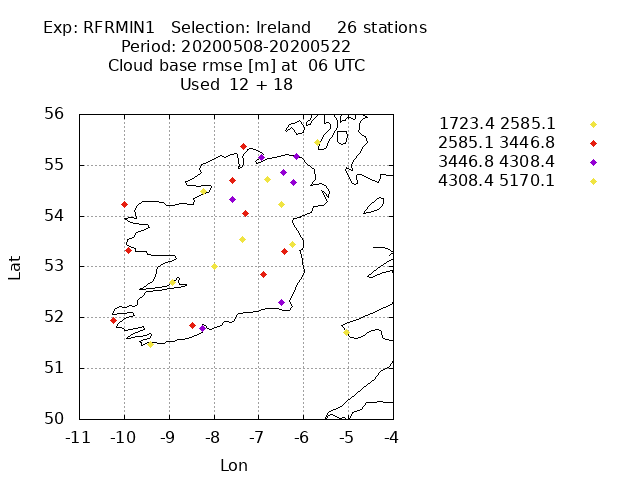 Exp: RFRMIN1 Selection: Ireland 26 stations
Period: 20200508-20200522
Cloud base rmse [m] at 06 UTC
Used 12 + 18
1723.4 2585.1
2585.1 3446.8
3446.8 4308.4
4308.4 5170.1
56
55
54
53
52
51
50
Lat
-11 -10 -9 -8 -7 -6 -5 -4
Lon